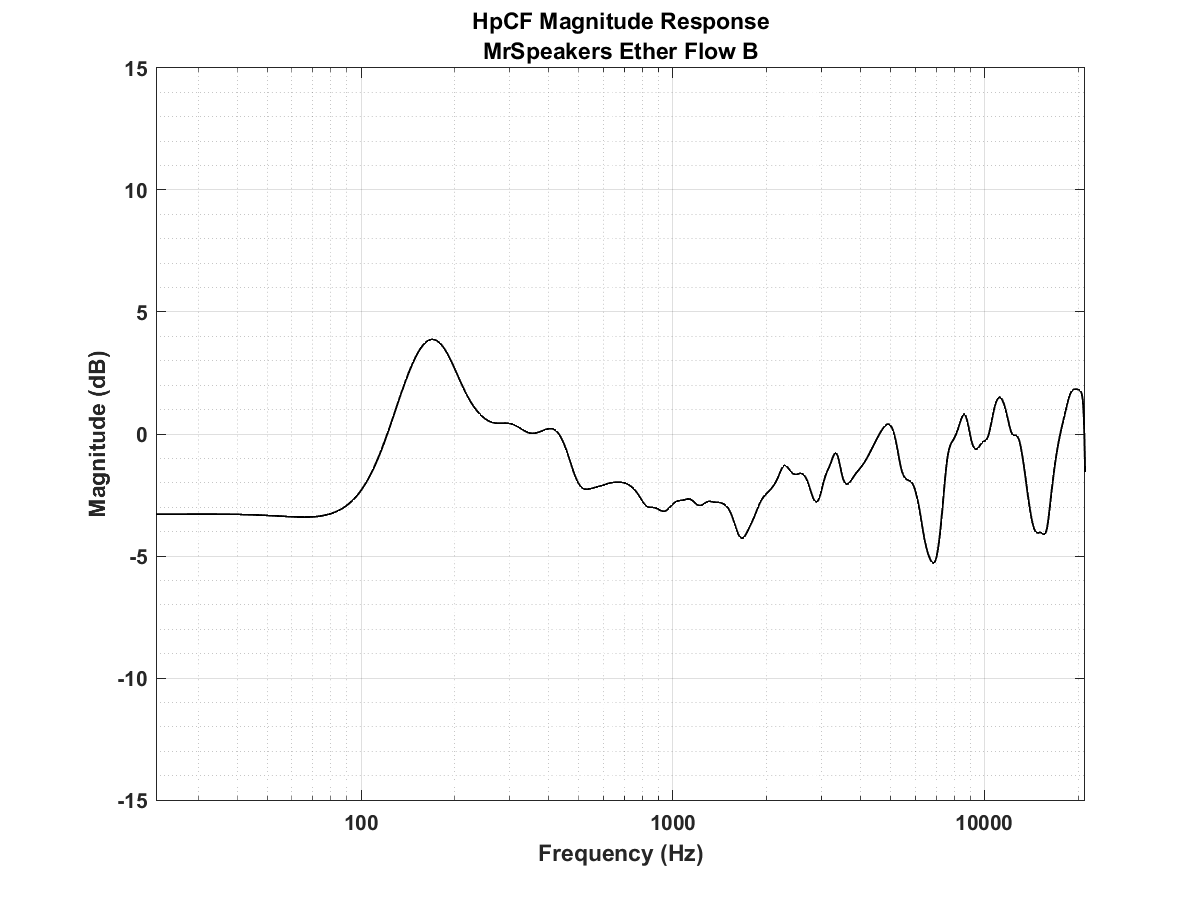 HpCF Magnitude Response
MrSpeakers Ether Flow B
15
10
5
0
-5
-10
-15
Magnitude (dB)
100 1000 10000
Frequency (Hz)